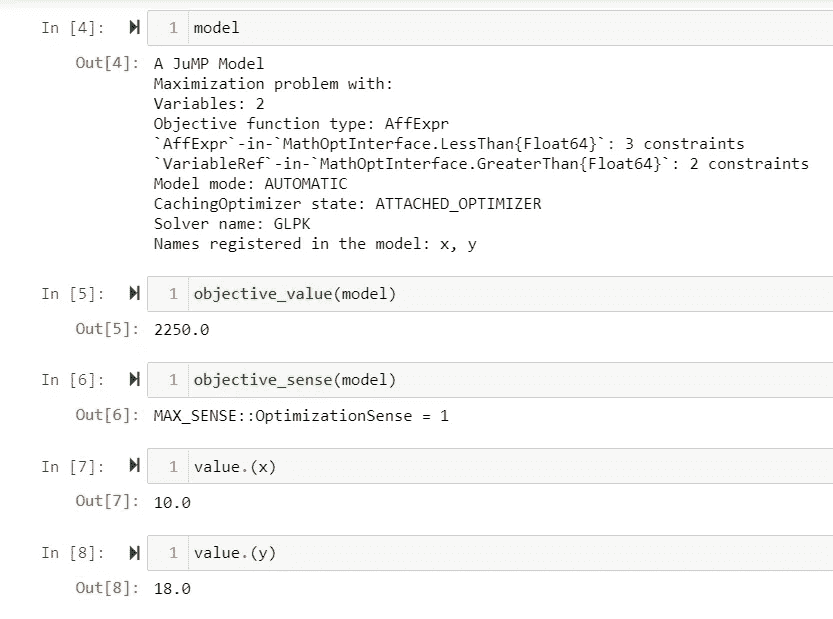 In [4]: 1 model
Out[4]: A JuMP Model
Maximization problem with:
Variables: 2
Objective function type: AffExpr
`AffExpr`-in-`MathOptInterface.LessThan{Float64}`: 3 constraints
`VariableRef`-in-`MathOptInterface.GreaterThan{Float64}`: 2 constraints
Model mode: AUTOMATIC
CachingOptimizer state: ATTACHED_OPTIMIZER
Solver name: GLPK
Names registered in the model: x, y
In [5]: 1 objective_value(model)
Out[5]: 2250.0
In [6]: 1 objective_sense(model)
Out[6]: MAX_SENSE::OptimizationSense = 1
In [7]: 1 value.(x)
Out[7]: 10.0
In [8]: 1 value.(y)
Out[8]: 18.0